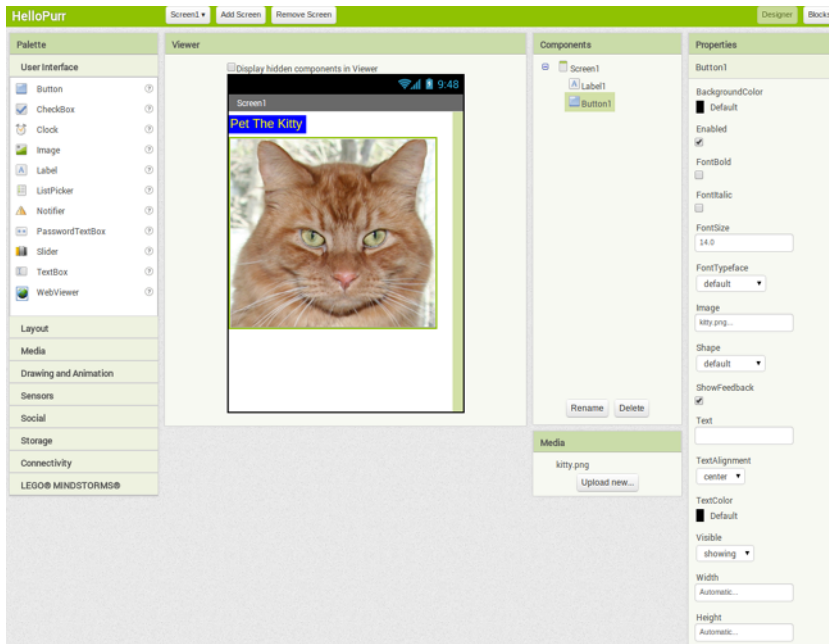 HelloPurr
Screen1 ▾ Add Screen Remove Screen
Designer Blocks
Palette
User Interface
Button
CheckBox
Clock
Image
Label
ListPicker
Notifier
PasswordTextBox
Slider
TextBox
WebViewer
Layout
Media
Drawing and Animation
Sensors
Social
Storage
Connectivity
LEGO® MINDSTORMS®
Viewer
Display hidden components in Viewer
9:48
Screen1
Pet The Kitty
Components
Screen1
Label1
Button1
Rename Delete
Media
kitty.png
Upload new...
Properties
Button1
BackgroundColor
Default
Enabled
FontBold
FontItalic
FontSize
14.0
FontTypeface
default
Image
kitty.png...
Shape
default
ShowFeedback
Text
TextAlignment
center
TextColor
Default
Visible
showing
Width
Automatic...
Height
Automatic...